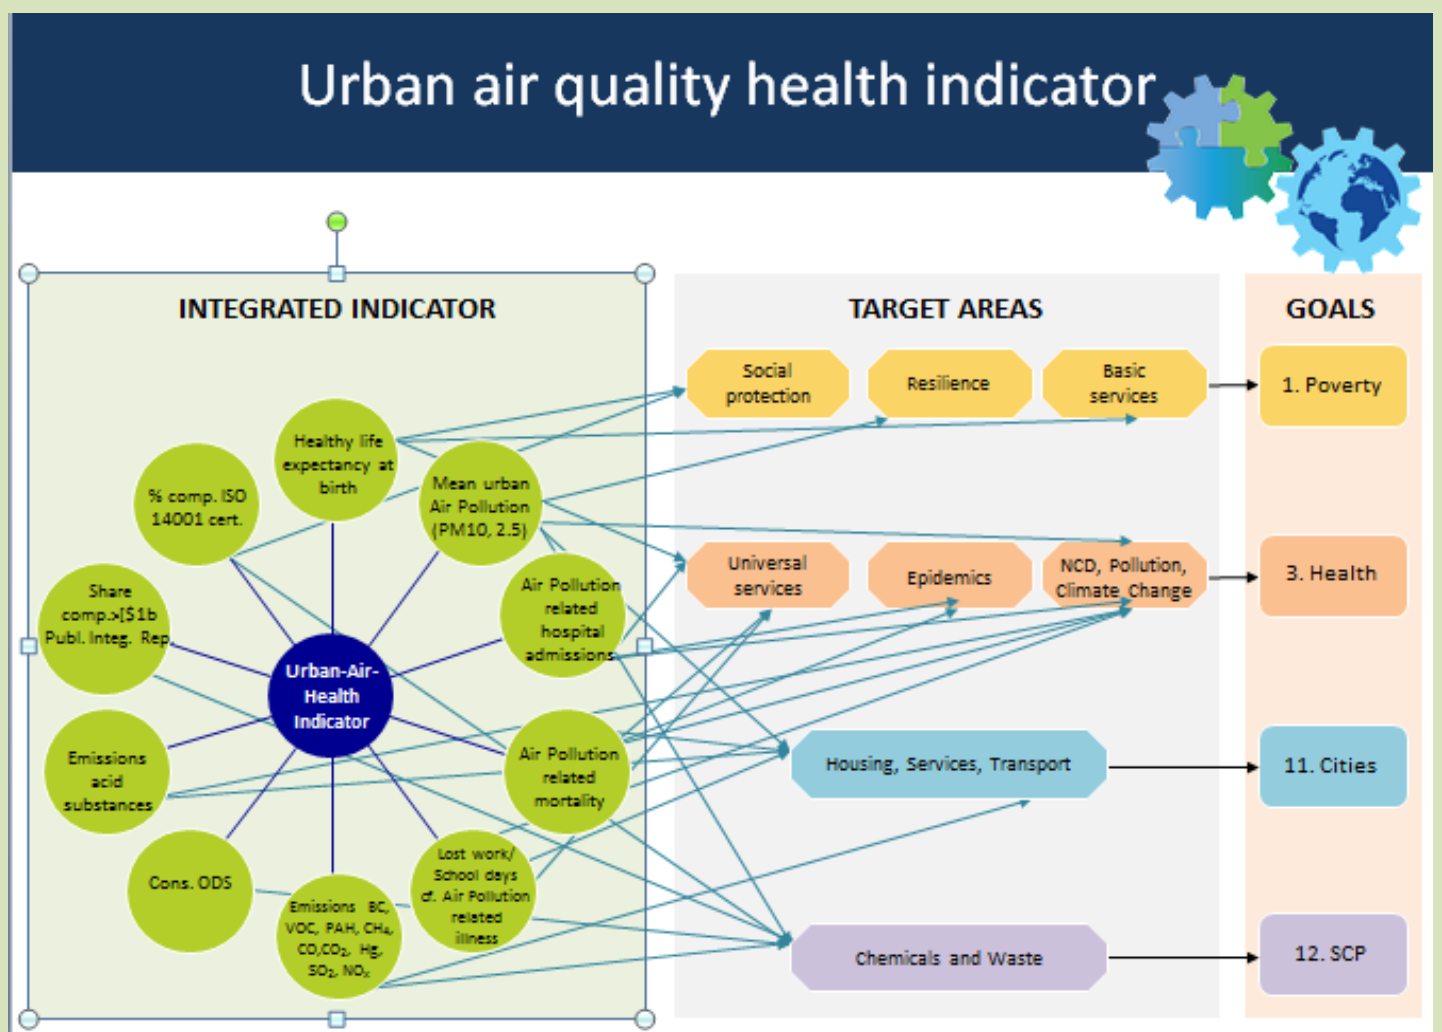 Urban air quality health indicator
INTEGRATED INDICATOR
Healthy life
expectancy at
birth
% comp. ISO
14001 cert.
Mean urban
Air Pollution
(PM10, 2.5)
Share
comp.>[$1b
Publ. Integ. Rep.
Air Pollution
related
hospital
admissions
Urban-Air-
Health
Indicator
Emissions
acid
substances
Air Pollution
related
mortality
Cons. ODS
Emissions BC,
VOC, PAH, CH₄,
CO,CO₂, Hg,
SO₂, NOₓ
Lost work/
School days
cf. Air Pollution
related
illness
TARGET AREAS
Social
protection
Resilience
Basic
services
Universal
services
Epidemics
NCD, Pollution,
Climate Change
Housing, Services, Transport
Chemicals and Waste
GOALS
1. Poverty
3. Health
11. Cities
12. SCP